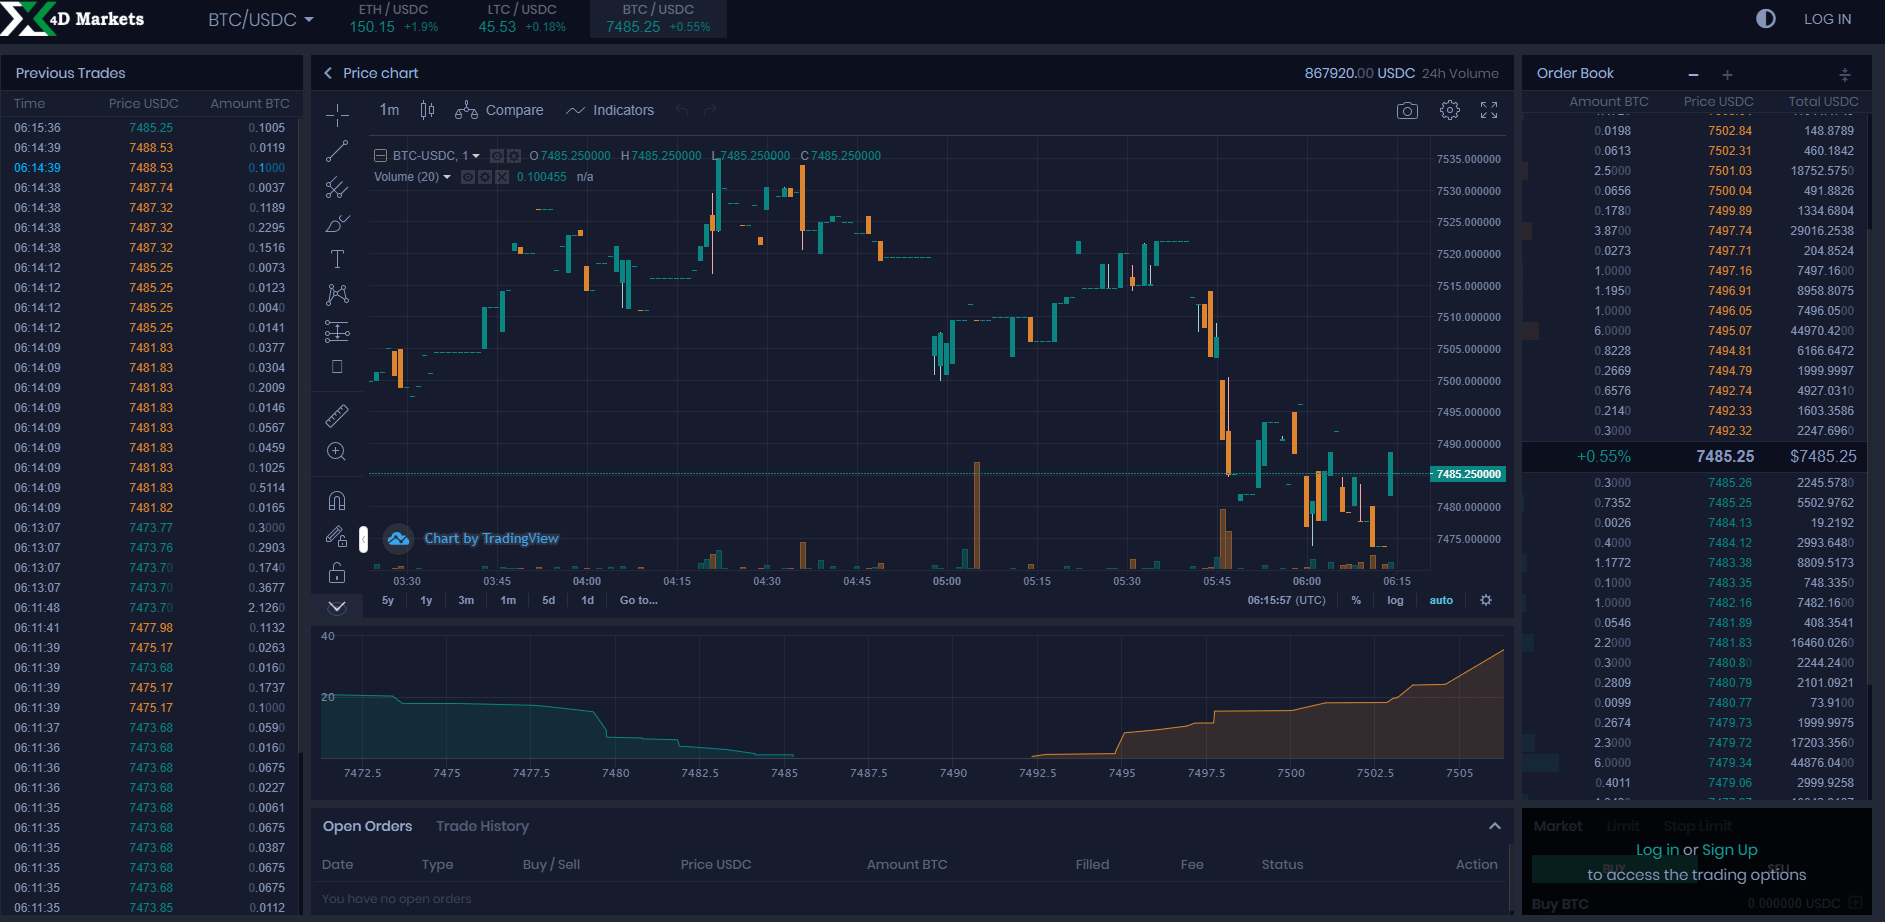 4D Markets
BTC/USDC
ETH / USDC
150.15 +1.9%
LTC / USDC
45.53 +0.18%
BTC / USDC
7485.25 +0.55%
LOG IN
Previous Trades
Time Price USDC Amount BTC
06:15:36 7485.25 0.1005
06:14:39 7488.53 0.0119
06:14:39 7488.53 0.1000
06:14:38 7487.74 0.0037
06:14:38 7487.32 0.1189
06:14:38 7487.32 0.2295
06:14:38 7487.32 0.1516
06:14:12 7485.25 0.0073
06:14:12 7485.25 0.0123
06:14:12 7485.25 0.0040
06:14:12 7485.25 0.0141
06:14:09 7481.83 0.0377
06:14:09 7481.83 0.0304
06:14:09 7481.83 0.2009
06:14:09 7481.83 0.0146
06:14:09 7481.83 0.0567
06:14:09 7481.83 0.0459
06:14:09 7481.83 0.1025
06:14:09 7481.83 0.5114
06:14:09 7481.82 0.0165
06:13:07 7473.77 0.3000
06:13:07 7473.76 0.2903
06:13:07 7473.70 0.1740
06:13:07 7473.70 0.3677
06:11:48 7473.70 2.1260
06:11:41 7477.98 0.1132
06:11:39 7475.17 0.0263
06:11:39 7473.68 0.0160
06:11:39 7475.17 0.1737
06:11:39 7475.17 0.1000
06:11:37 7473.68 0.0590
06:11:36 7473.68 0.0160
06:11:36 7473.68 0.0675
06:11:36 7473.68 0.0227
06:11:35 7473.68 0.0061
06:11:35 7473.68 0.0675
06:11:35 7473.68 0.0387
06:11:35 7473.68 0.0675
06:11:35 7473.68 0.0675
06:11:35 7473.85 0.0112
Price chart
867920.00 USDC 24h Volume
1m Compare Indicators
BTC-USDC, 1 O 7485.250000 H 7485.250000 L 7485.250000 C 7485.250000
Volume (20) 0.100455 n/a
7535.000000
7530.000000
7525.000000
7520.000000
7515.000000
7510.000000
7505.000000
7500.000000
7495.000000
7490.000000
7485.250000
7480.000000
7475.000000
Chart by TradingView
03:30 03:45 04:00 04:15 04:30 04:45 05:00 05:15 05:30 05:45 06:00 06:15
5y 1y 3m 1m 5d 1d Go to... 06:15:57 (UTC) % log auto
40
20
7472.5 7475 7477.5 7480 7482.5 7485 7487.5 7490 7492.5 7495 7497.5 7500 7502.5 7505
Open Orders Trade History
Date Type Buy / Sell Price USDC Amount BTC Filled Fee Status Action
You have no open orders
Order Book
Amount BTC Price USDC Total USDC
0.0198 7502.84 148.8789
0.0613 7502.31 460.1842
2.5000 7501.03 18752.5750
0.0656 7500.04 491.8826
0.1780 7499.89 1334.6804
3.8700 7497.74 29016.2538
0.0273 7497.71 204.8524
1.0000 7497.16 7497.1600
1.1950 7496.91 8958.8075
1.0000 7496.05 7496.0500
6.0000 7495.07 44970.4200
0.8228 7494.81 6166.6472
0.2669 7494.79 1999.9997
0.6576 7492.74 4927.0310
0.2140 7492.33 1603.3586
0.3000 7492.32 2247.6960
+0.55% 7485.25 $7485.25
0.3000 7485.26 2245.5780
0.7352 7485.25 5502.9762
0.0026 7484.13 19.2192
0.4000 7484.12 2993.6480
1.1772 7483.38 8809.5173
0.1000 7483.35 748.3350
1.0000 7482.16 7482.1600
0.0546 7481.89 408.3541
2.2000 7481.83 16460.0260
0.3000 7480.80 2244.2400
0.2809 7480.79 2101.0921
0.0099 7480.77 73.9100
0.2674 7479.73 1999.9975
2.3000 7479.72 17203.3560
6.0000 7479.34 44876.0400
0.4011 7479.06 2999.9258
Market Limit Stop Limit
Log in or Sign Up
BUY SELL
to access the trading options
Buy BTC 0.000000 USDC